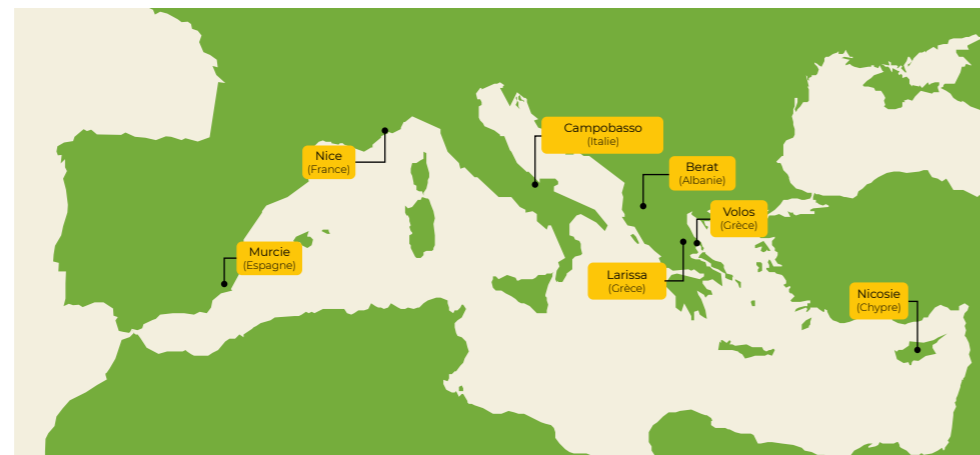 Campobasso
(Italie)
Nice
(France)
Berat
(Albanie)
Volos
(Grèce)
Murcie
(Espagne)
Larissa
(Grèce)
Nicosie
(Chypre)